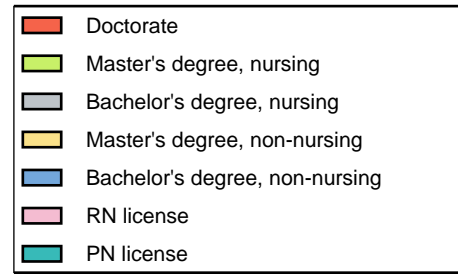 Doctorate
Master's degree, nursing
Bachelor's degree, nursing
Master's degree, non-nursing
Bachelor's degree, non-nursing
RN license
PN license